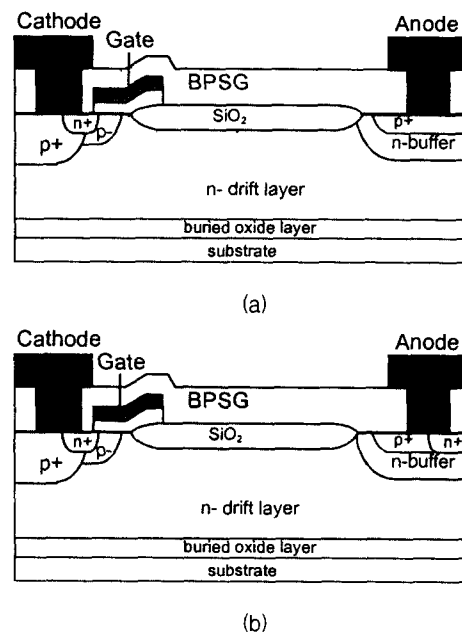 Cathode
Anode
Gate
BPSG
SiO₂
n+
p-
p+
p+
n-buffer
n- drift layer
buried oxide layer
substrate
(a)
Cathode
Anode
Gate
BPSG
SiO₂
n+
p-
p+
p+
n+
n-buffer
n- drift layer
buried oxide layer
substrate
(b)